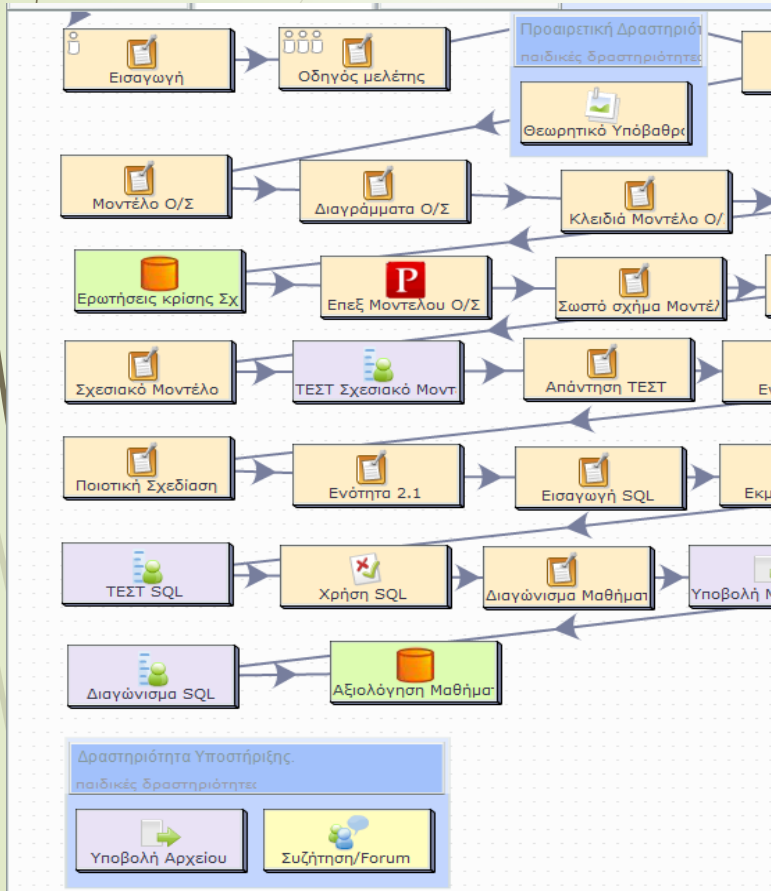 Εισαγωγή
Οδηγός μελέτης
Προαιρετική Δραστηριότ
παιδικές δραστηριότητες
Θεωρητικό Υπόβαθρο
Μοντέλο Ο/Σ
Διαγράμματα Ο/Σ
Κλειδιά Μοντέλο Ο/
Ερωτήσεις κρίσης Σχ
P
Επεξ Μοντελου Ο/Σ
Σωστό σχήμα Μοντέλ
Σχεσιακό Μοντέλο
ΤΕΣΤ Σχεσιακό Μοντ
Απάντηση ΤΕΣΤ
Εν
Ποιοτική Σχεδίαση
Ενότητα 2.1
Εισαγωγή SQL
Εκμ
ΤΕΣΤ SQL
Χρήση SQL
Διαγώνισμα Μαθήματ
Υποβολή Μ
Διαγώνισμα SQL
Αξιολόγηση Μαθήματ
Δραστηριότητα Υποστήριξης.
παιδικές δραστηριότητες
Υποβολή Αρχείου
Συζήτηση/Forum